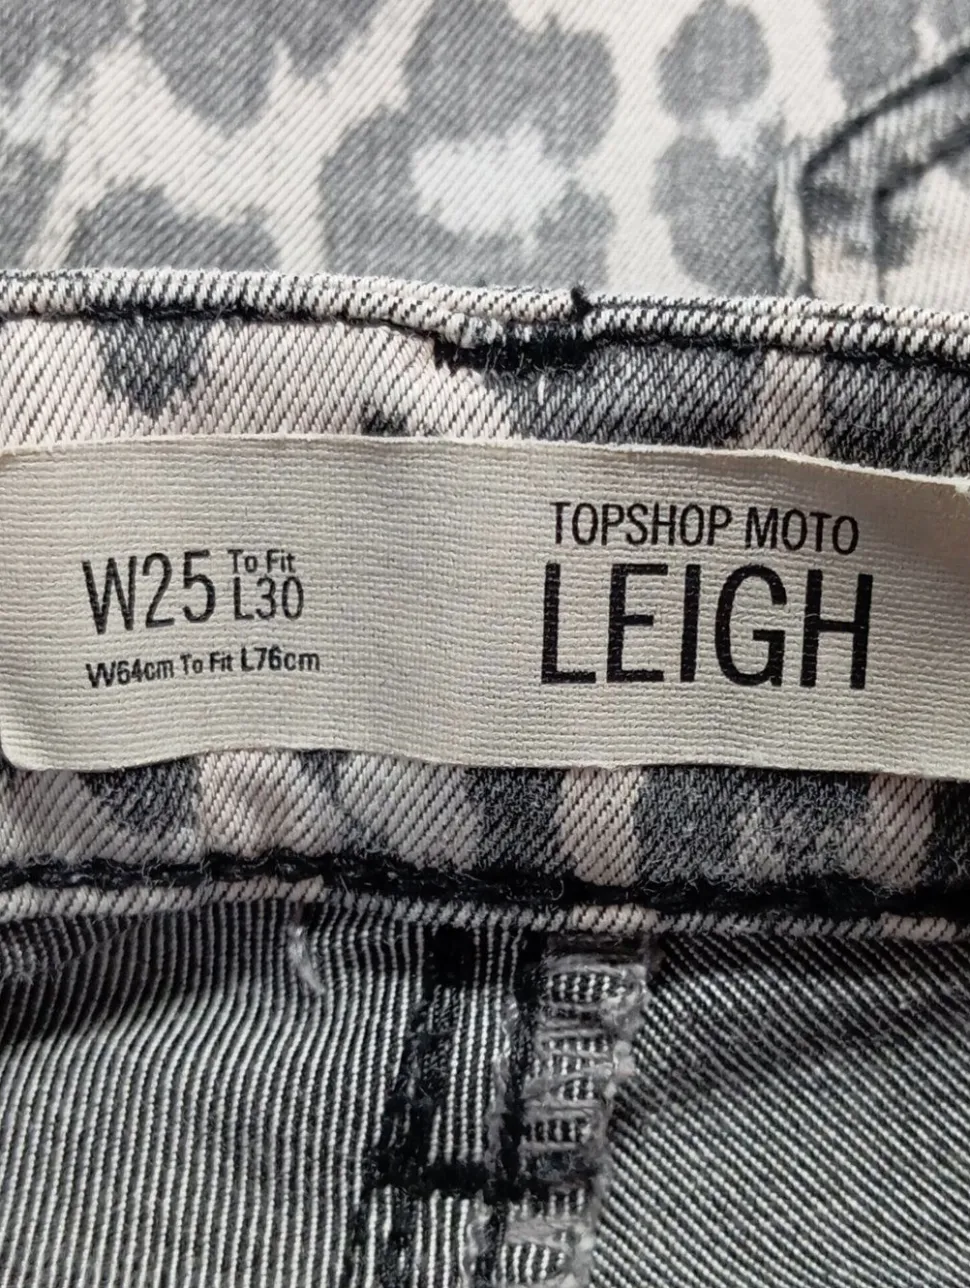 W25 To Fit L30
W64cm To Fit L76cm
TOPSHOP MOTO
LEIGH